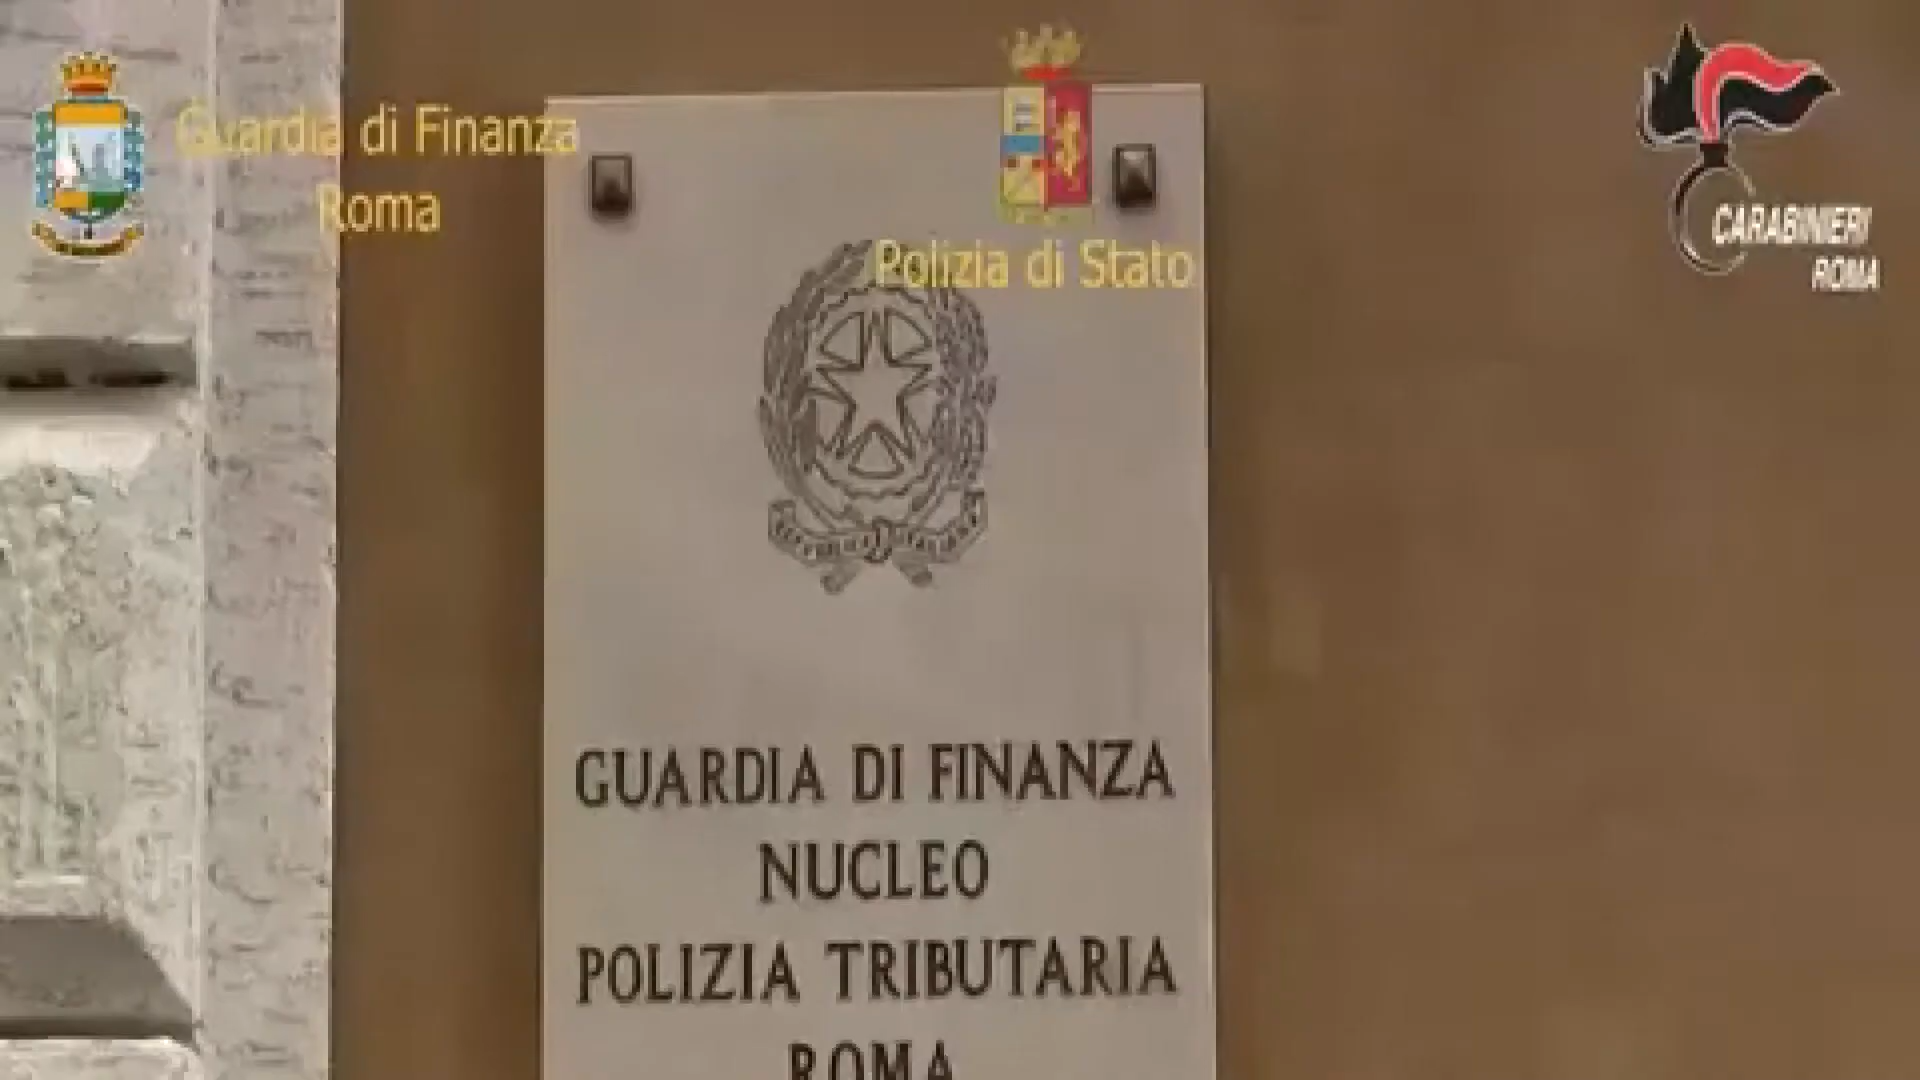 Guardia di Finanza
Roma
Polizia di Stato
CARABINIERI
ROMA
GUARDIA DI FINANZA
NUCLEO
POLIZIA TRIBUTARIA
ROMA